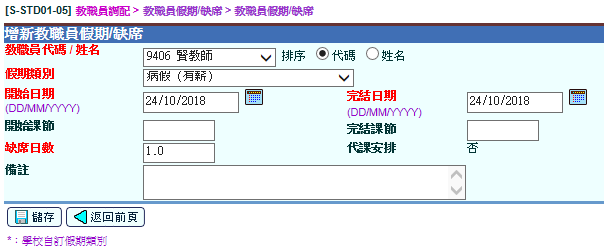 [S-STD01-05] 教職員調配 > 教職員假期/缺席 > 教職員假期/缺席
增新教職員假期/缺席
教職員代碼 / 姓名 9406 賢教師 排序 代碼 姓名
假期類別 病假（有薪）
開始日期 24/10/2018 完結日期 24/10/2018
(DD/MM/YYYY) (DD/MM/YYYY)
開始課節 完結課節
缺席日數 1.0 代課安排 否
備註
儲存 返回前頁
*：學校自訂假期類別